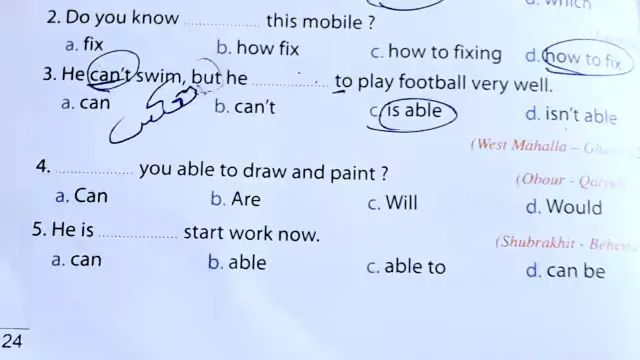 d. which
2. Do you know .............. this mobile ?
a. fix b. how fix c. how to fixing d. how to fix
3. He can't swim, but he .............. to play football very well.
a. can b. can't c. is able d. isn't able
(West Mahalla –
4. .............. you able to draw and paint ?
(Obour -
a. Can b. Are c. Will d. Would
5. He is .............. start work now.
(Shubrakhit -
a. can b. able c. able to d. can be
24